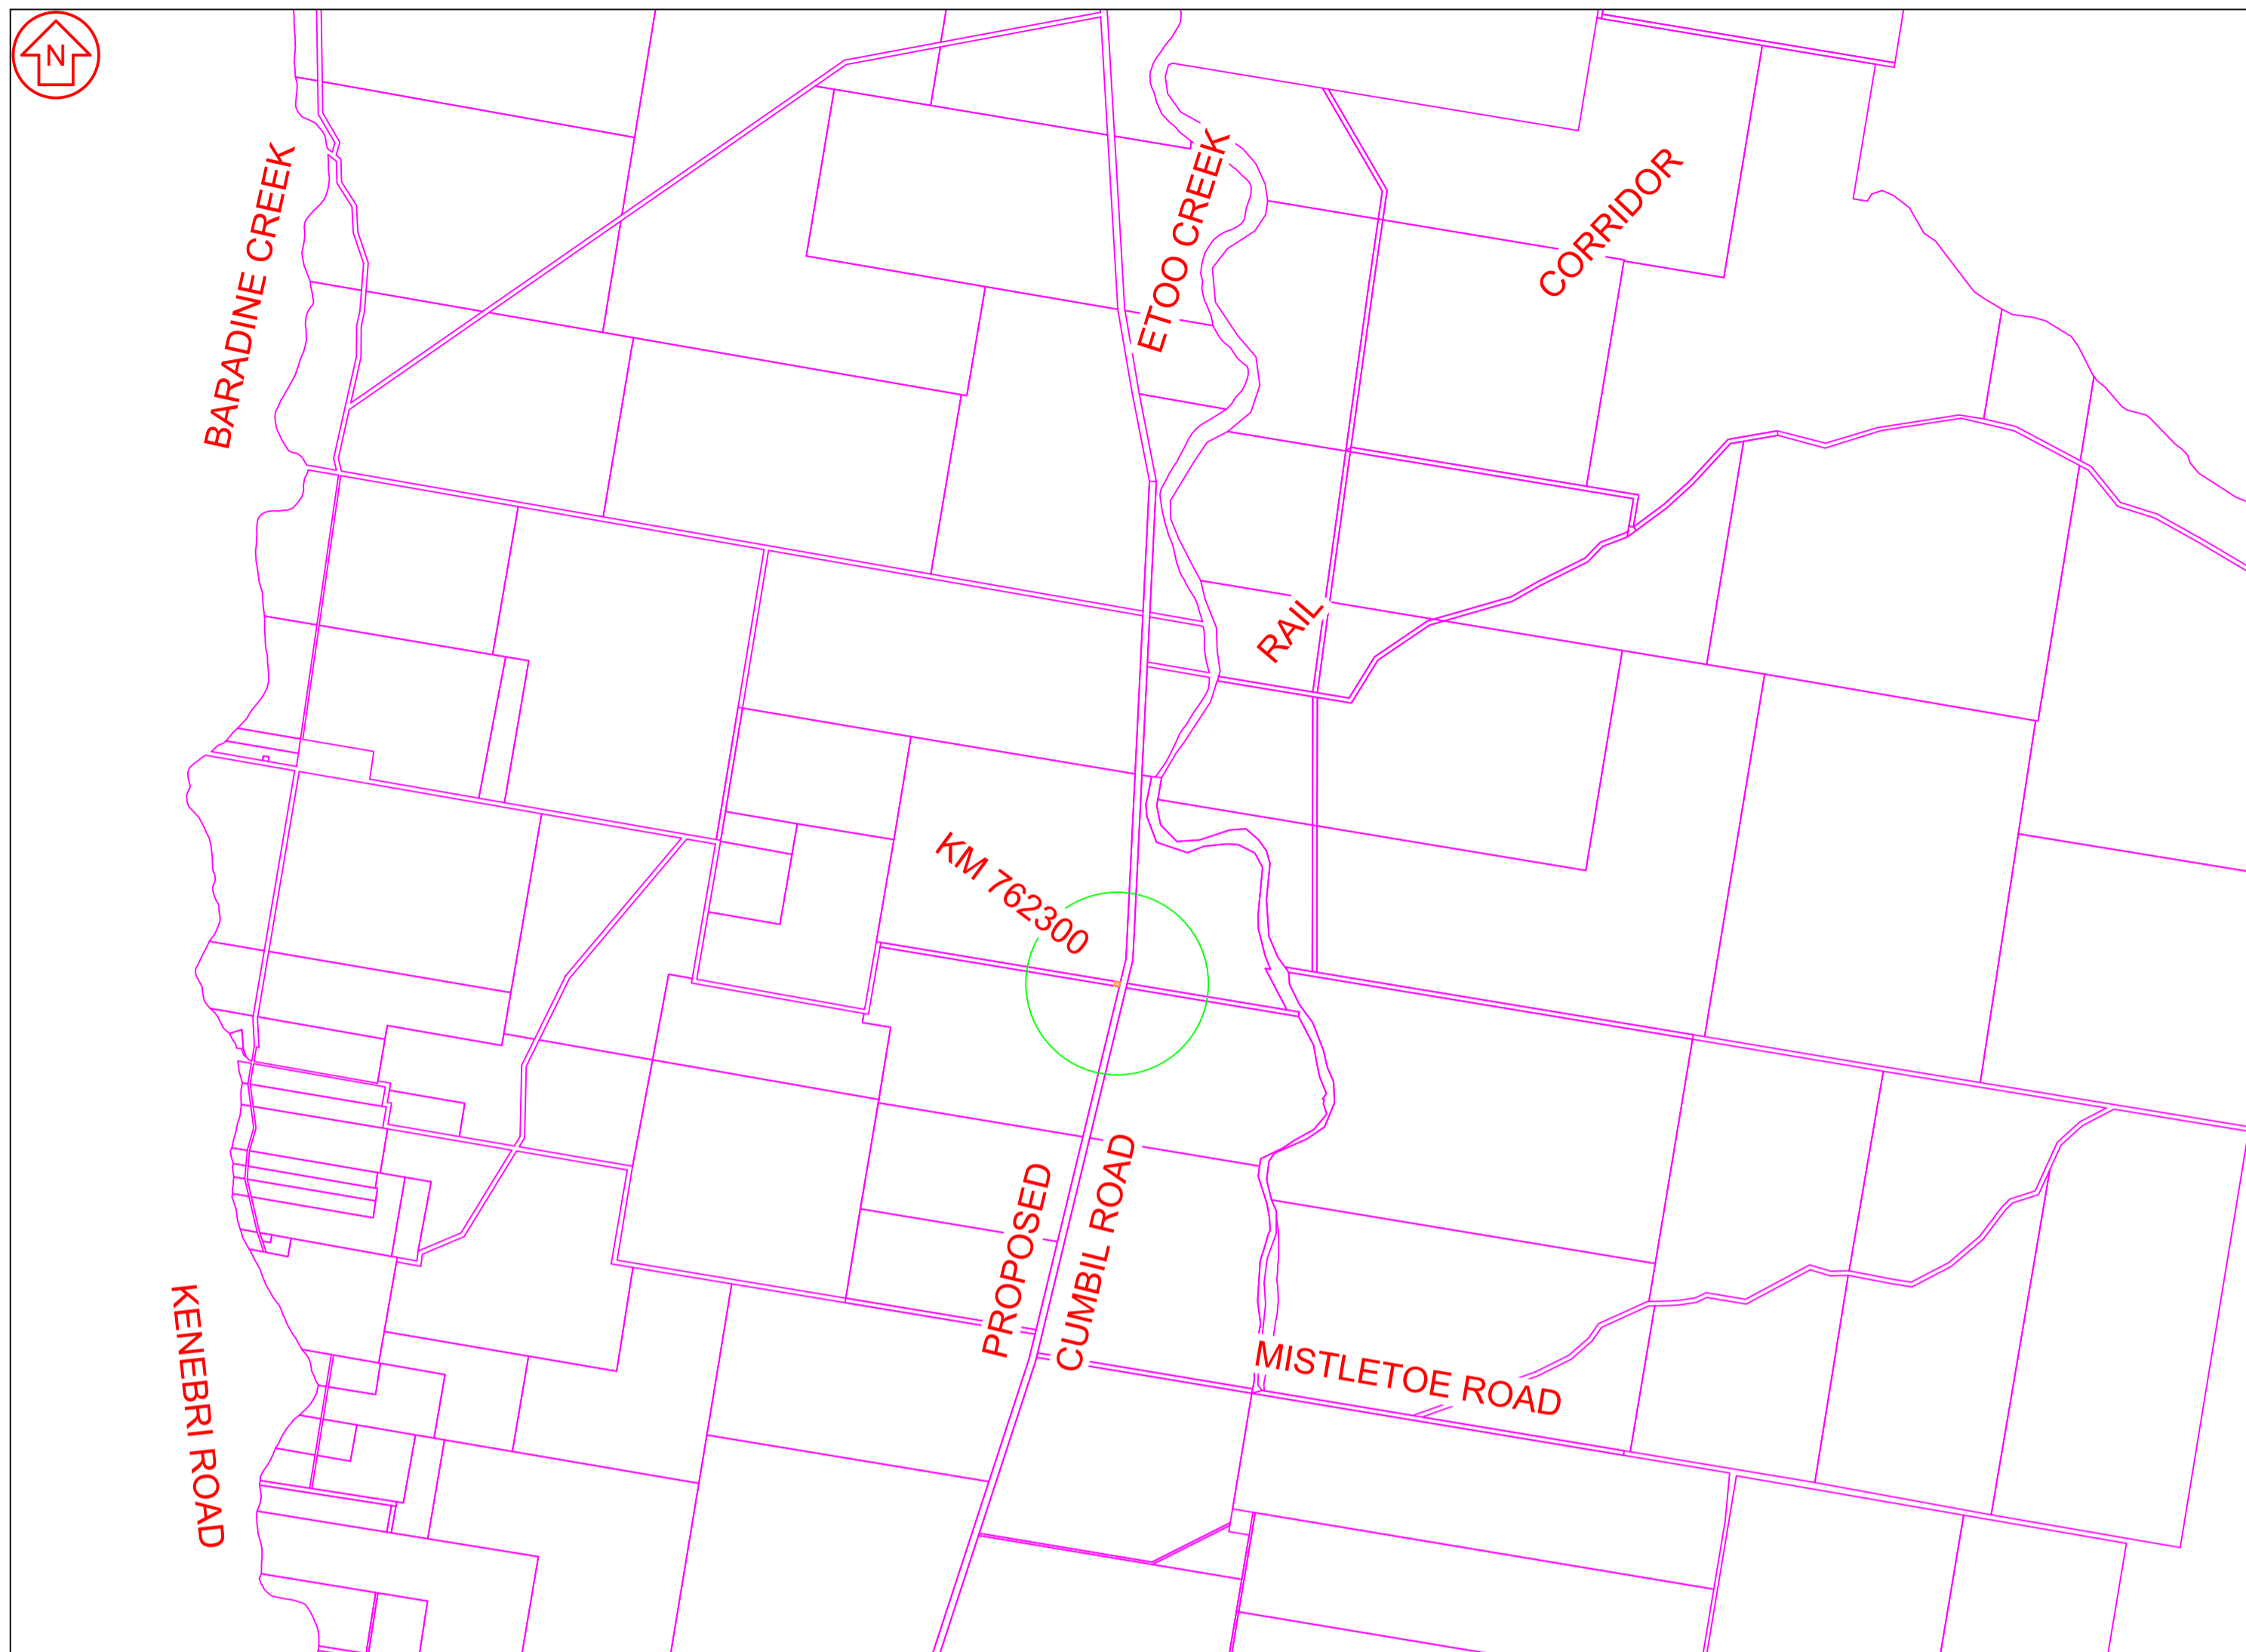 N
BARADINE CREEK
ETOO CREEK
CORRIDOR
RAIL
KM 762300
PROPOSED
CUMBIL ROAD
MISTLETOE ROAD
KENEBRI ROAD